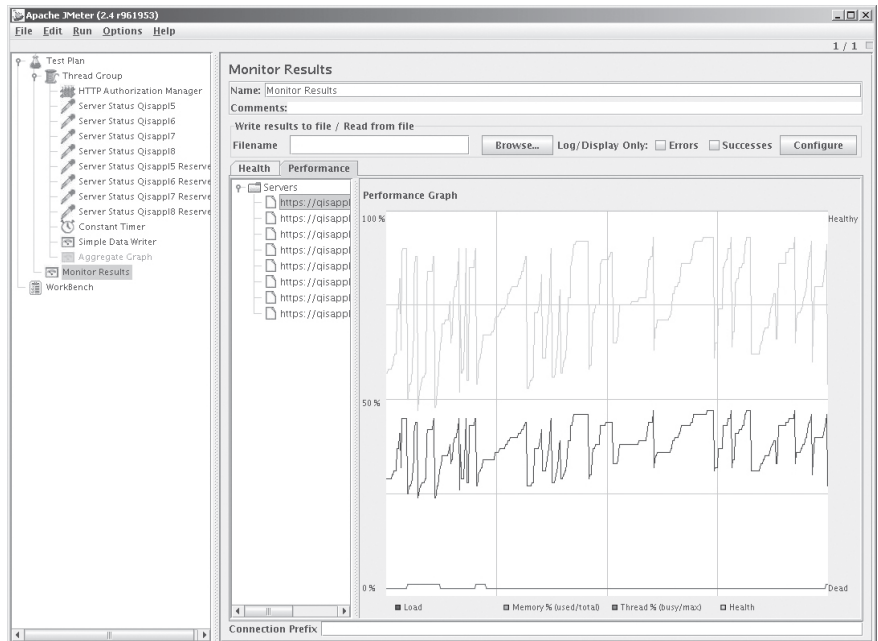 Apache JMeter (2.4 r961953)
File Edit Run Options Help
1 / 1
Test Plan
Thread Group
HTTP Authorization Manager
Server Status Qisappl5
Server Status Qisappl6
Server Status Qisappl7
Server Status Qisappl8
Server Status Qisappl5 Reserve
Server Status Qisappl6 Reserve
Server Status Qisappl7 Reserve
Server Status Qisappl8 Reserve
Constant Timer
Simple Data Writer
Aggregate Graph
Monitor Results
WorkBench
Monitor Results
Name: Monitor Results
Comments:
Write results to file / Read from file
Filename Browse... Log/Display Only: Errors Successes Configure
Health Performance
Servers
https://qisappl
https://qisappl
https://qisappl
https://qisappl
https://qisappl
https://qisappl
https://qisappl
https://qisappl
Performance Graph
100 % Healthy
50 %
0 % Dead
Load Memory % (used/total) Thread % (busy/max) Health
Connection Prefix